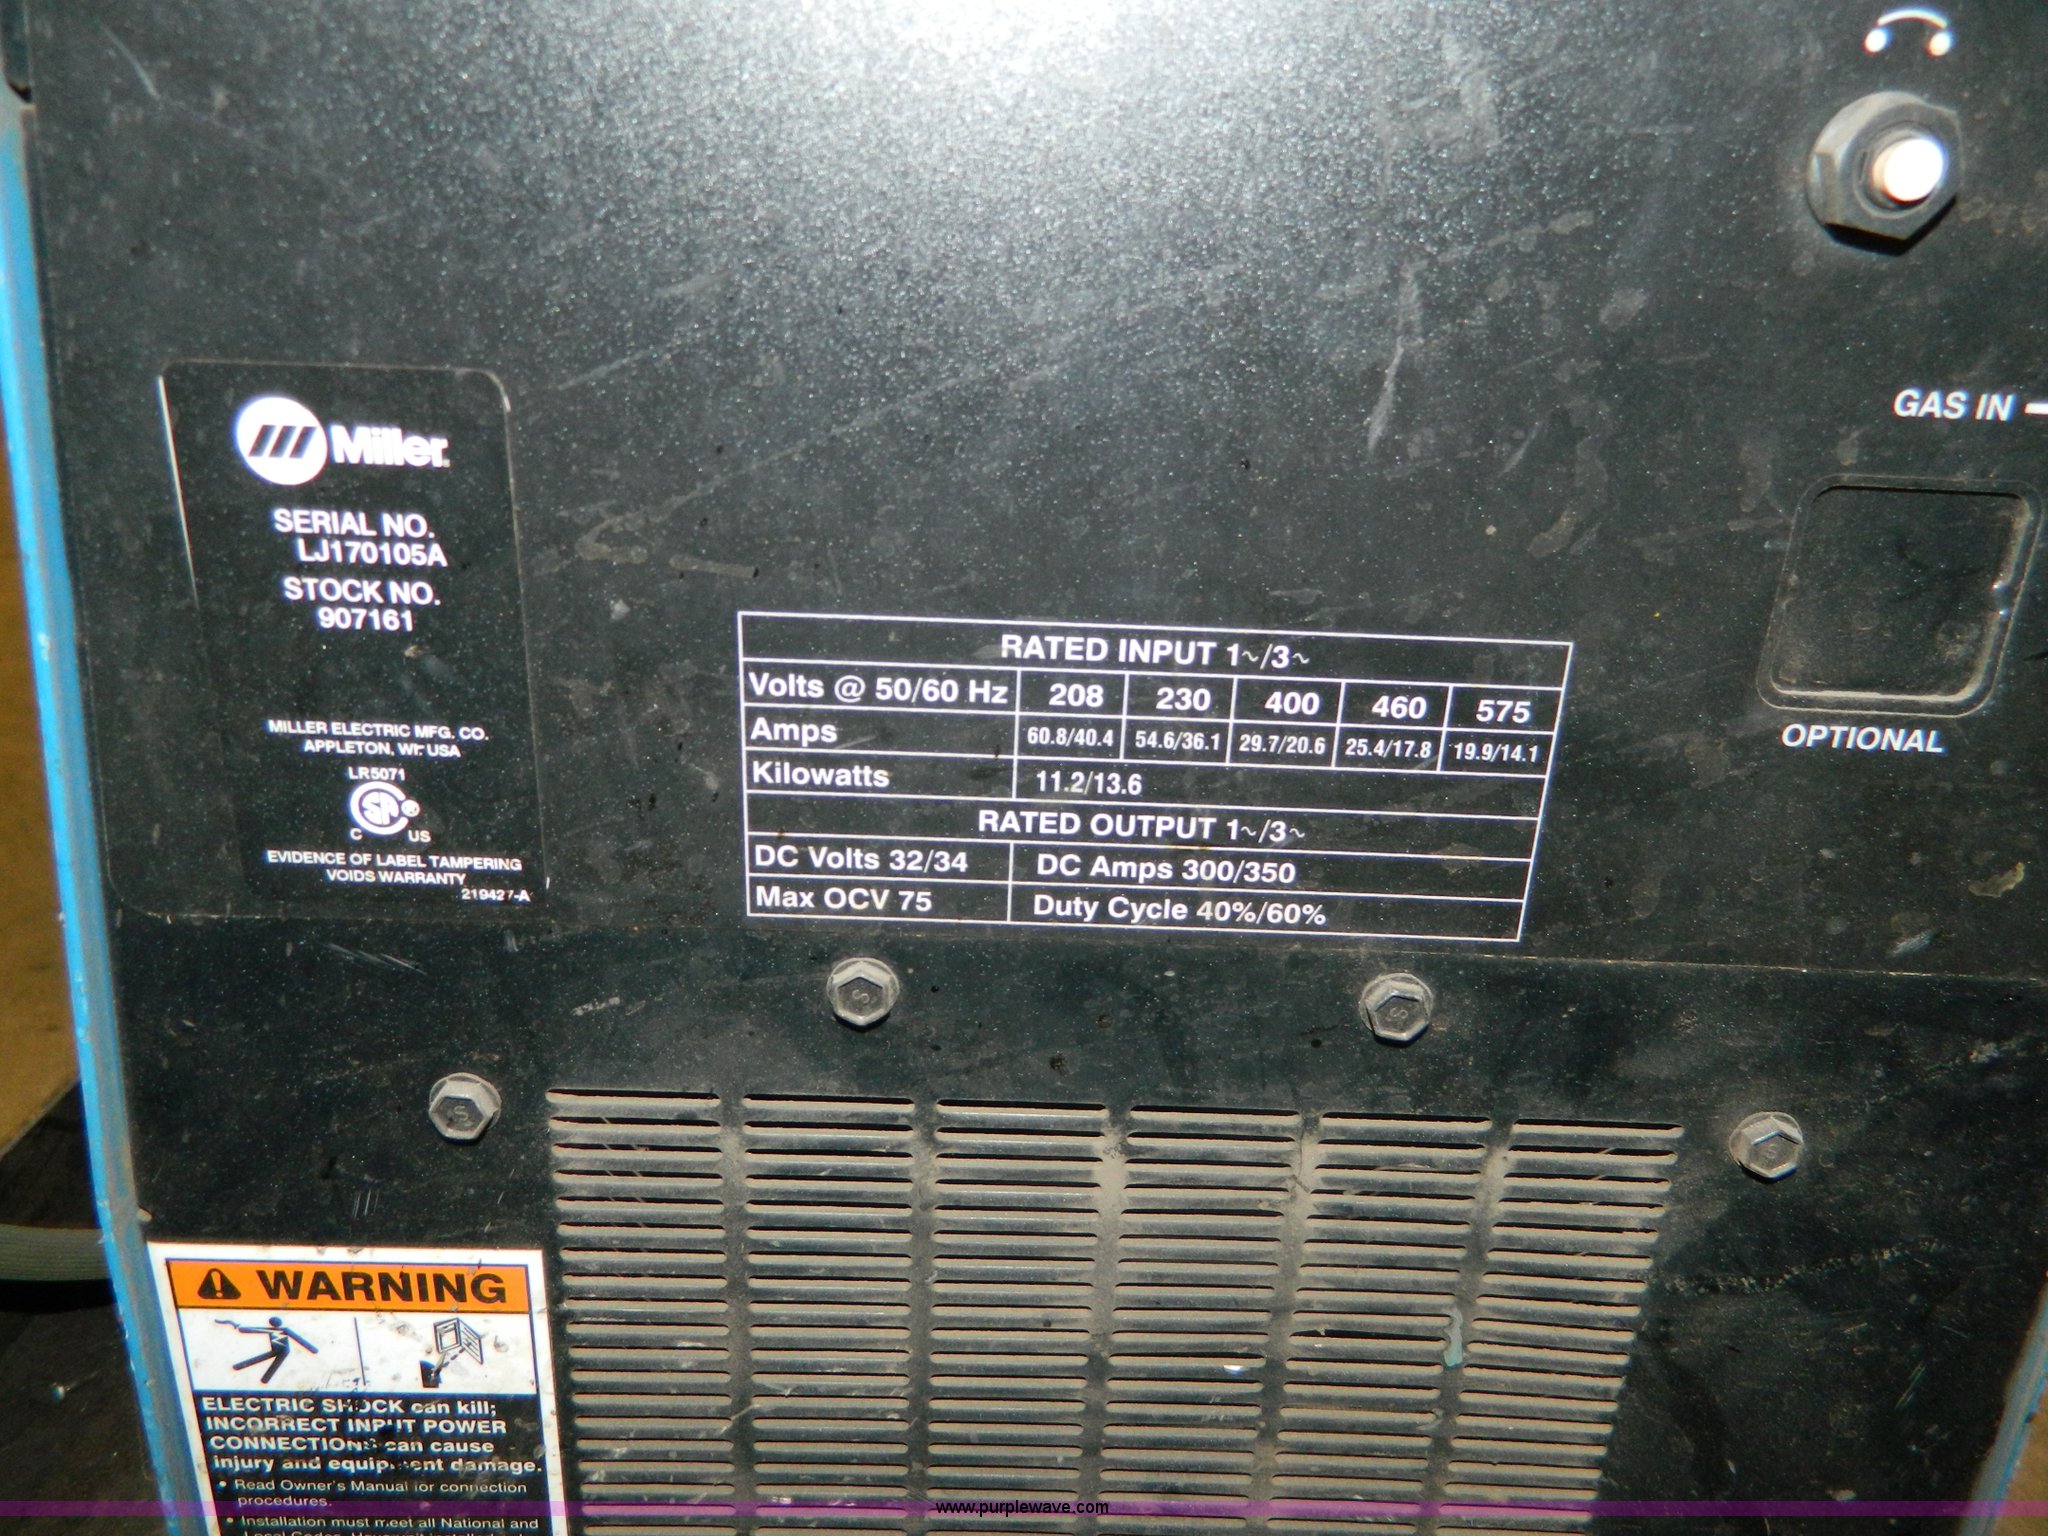 Miller
SERIAL NO.
LJ170105A
STOCK NO.
907161
MILLER ELECTRIC MFG. CO.
APPLETON, WI. USA
LR5071
C US
EVIDENCE OF LABEL TAMPERING
VOIDS WARRANTY
219427-A
GAS IN
OPTIONAL
RATED INPUT 1~/3~
Volts @ 50/60 Hz 208 230 400 460 575
Amps 60.8/40.4 54.6/36.1 29.7/20.6 25.4/17.8 19.9/14.1
Kilowatts 11.2/13.6
RATED OUTPUT 1~/3~
DC Volts 32/34 DC Amps 300/350
Max OCV 75 Duty Cycle 40%/60%
WARNING
ELECTRIC SHOCK can kill;
INCORRECT INPUT POWER
CONNECTIONS can cause
injury and equipment damage.
• Read Owner's Manual for connection
procedures.
• Installation must meet all National and
Local Codes.
www.purplewave.com